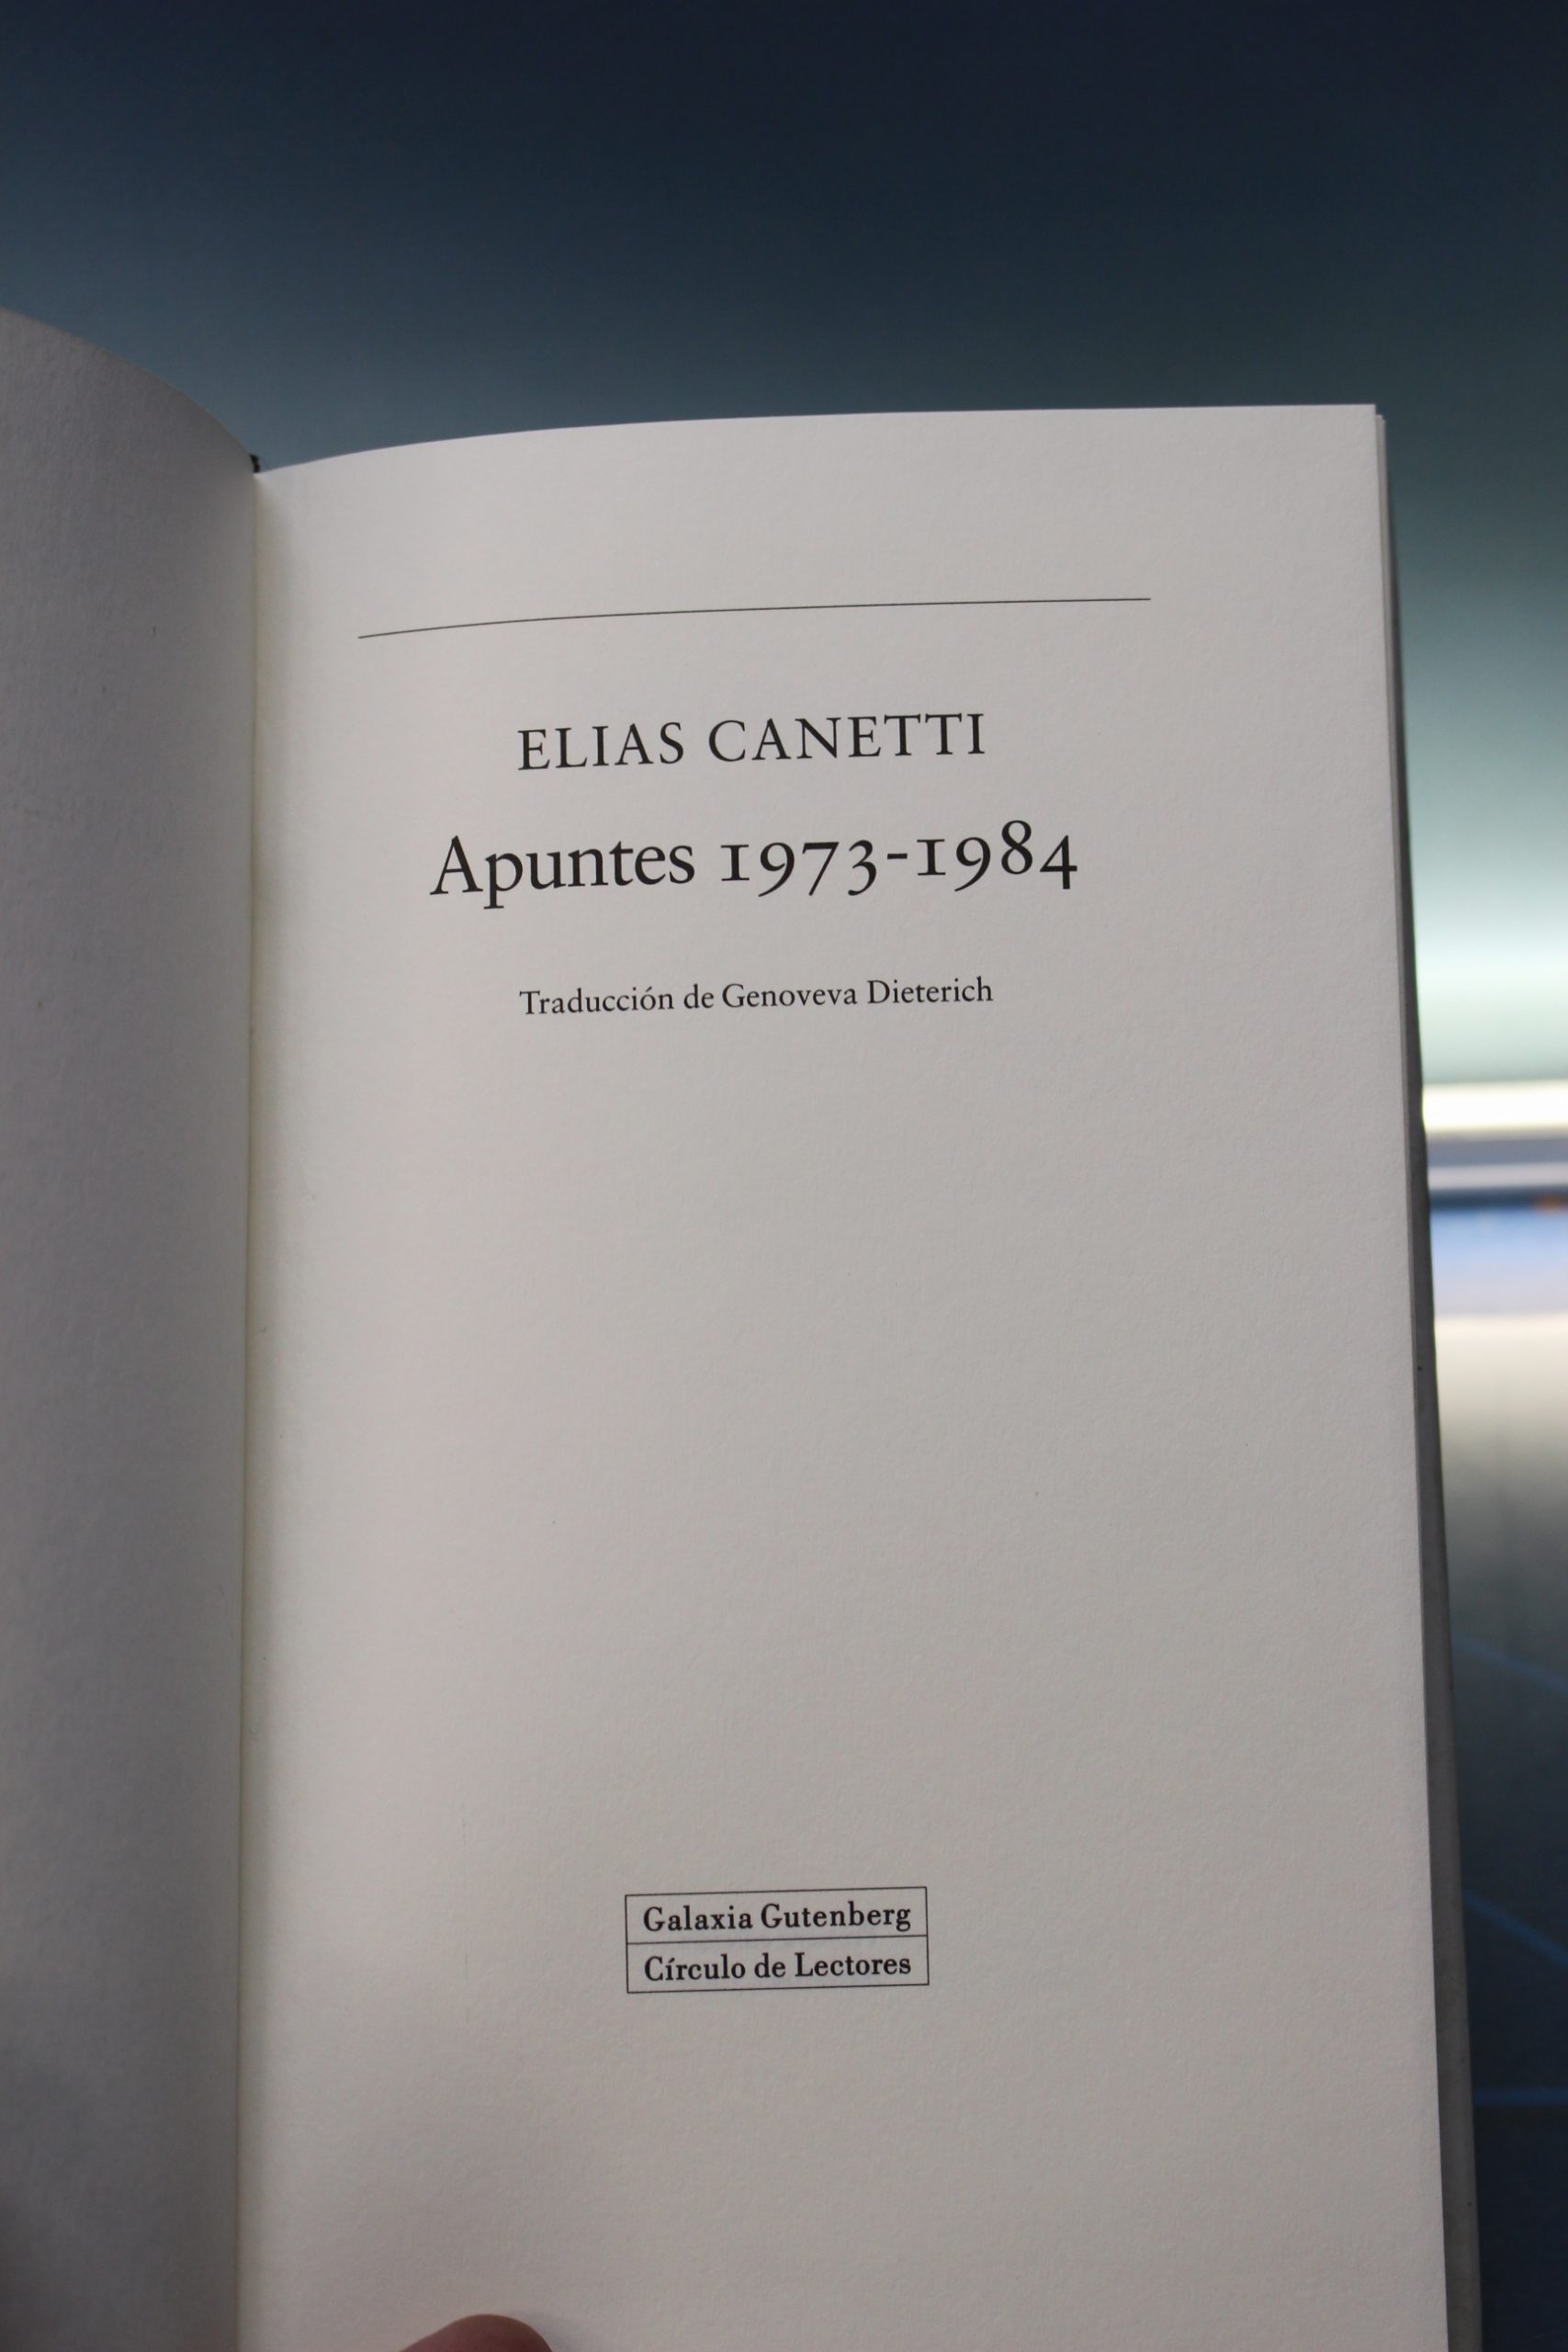 ELIAS CANETTI
Apuntes 1973-1984
Traducción de Genoveva Dieterich
Galaxia Gutenberg
Círculo de Lectores